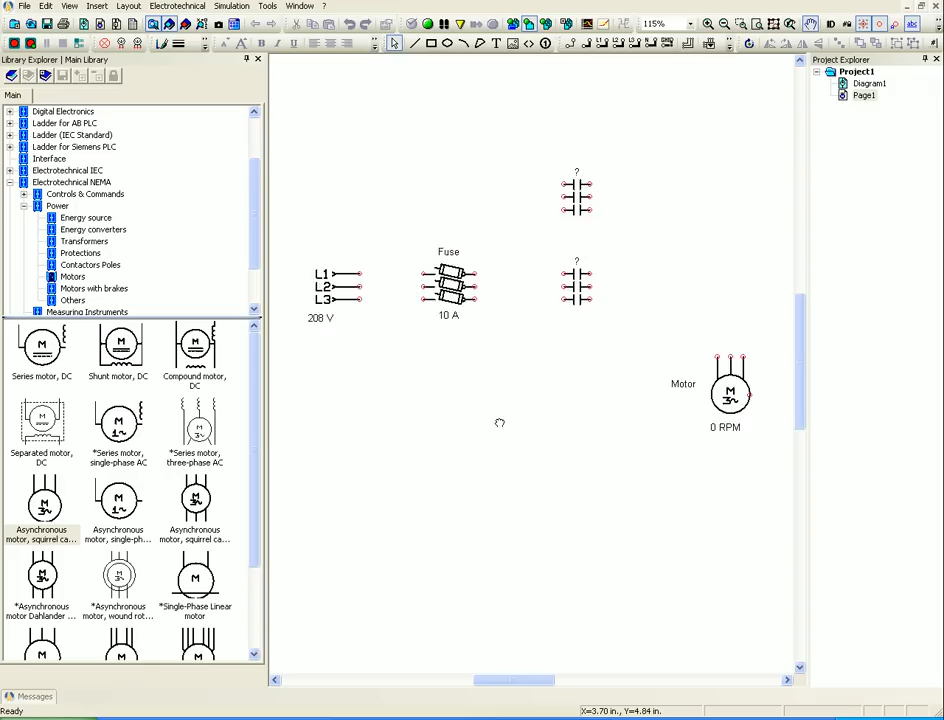 File Edit View Insert Layout Electrotechnical Simulation Tools Window ?
115%
ID #a abc
Library Explorer | Main Library
Project Explorer
Main
Digital Electronics
Ladder for AB PLC
Ladder (IEC Standard)
Ladder for Siemens PLC
Interface
Electrotechnical IEC
Electrotechnical NEMA
Controls & Commands
Power
Energy source
Energy converters
Transformers
Protections
Contactors Poles
Motors
Motors with brakes
Others
Measuring Instruments
Series motor, DC
Shunt motor, DC
Compound motor, DC
Separated motor, DC
*Series motor, single-phase AC
*Series motor, three-phase AC
Asynchronous motor, squirrel ca...
Asynchronous motor, single-ph...
Asynchronous motor, squirrel ca...
*Asynchronous motor Dahlander ...
*Asynchronous motor, wound rot...
*Single-Phase Linear motor
Project1
Diagram1
Page1
?
Fuse
?
L1
L2
L3
208 V
10 A
Motor
M
3~
0 RPM
Messages
Ready
X=3.70 in., Y=4.84 in.